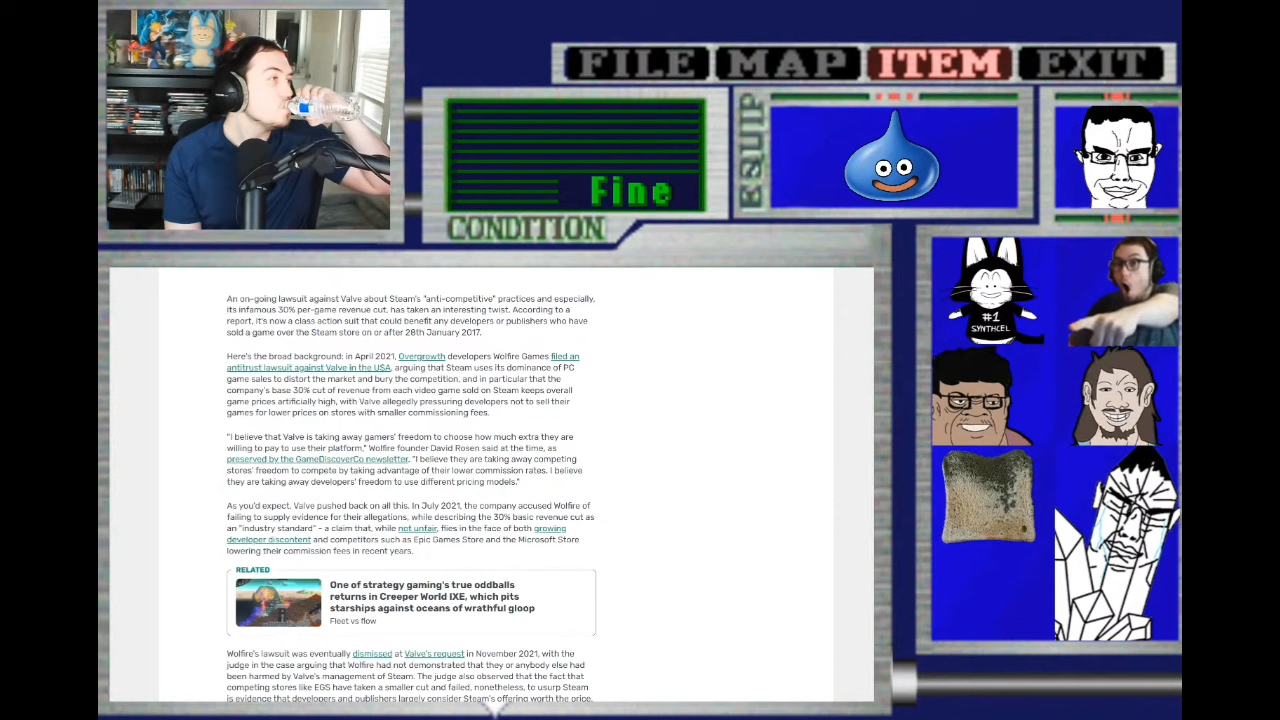 FILE MAP ITEM EXIT
Fine
CONDITION
EQUIP
#1
SYNTHCEL
An on-going lawsuit against Valve about Steam's "anti-competitive" practices and especially,
its infamous 30% per-game revenue cut, has taken an interesting twist. According to a
report, it's now a class action suit that could benefit any developers or publishers who have
sold a game over the Steam store on or after 28th January 2017.
Here's the broad background: in April 2021, Overgrowth developers Wolfire Games filed an
antitrust lawsuit against Valve in the USA, arguing that Steam uses its dominance of PC
game sales to distort the market and bury the competition, and in particular that the
company's base 30% cut of revenue from each video game sold on Steam keeps overall
game prices artificially high, with Valve allegedly pressuring developers not to sell their
games for lower prices on stores with smaller commissioning fees.
"I believe that Valve is taking away gamers' freedom to choose how much extra they are
willing to pay to use their platform," Wolfire founder David Rosen said at the time, as
preserved by the GameDiscoverCo newsletter. "I believe they are taking away competing
stores' freedom to compete by taking advantage of their lower commission rates. I believe
they are taking away developers' freedom to use different pricing models."
As you'd expect, Valve pushed back on all this. In July 2021, the company accused Wolfire of
failing to supply evidence for their allegations, while describing the 30% basic revenue cut as
an "industry standard" - a claim that, while not unfair, flies in the face of both growing
developer discontent and competitors such as Epic Games Store and the Microsoft Store
lowering their commission fees in recent years.
RELATED
One of strategy gaming's true oddballs
returns in Creeper World IXE, which pits
starships against oceans of wrathful gloop
Fleet vs flow
Wolfire's lawsuit was eventually dismissed at Valve's request in November 2021, with the
judge in the case arguing that Wolfire had not demonstrated that they or anybody else had
been harmed by Valve's management of Steam. The judge also observed that the fact that
competing stores like EGS have taken a smaller cut and failed, nonetheless, to usurp Steam
is evidence that developers and publishers largely consider Steam's offering worth the price.